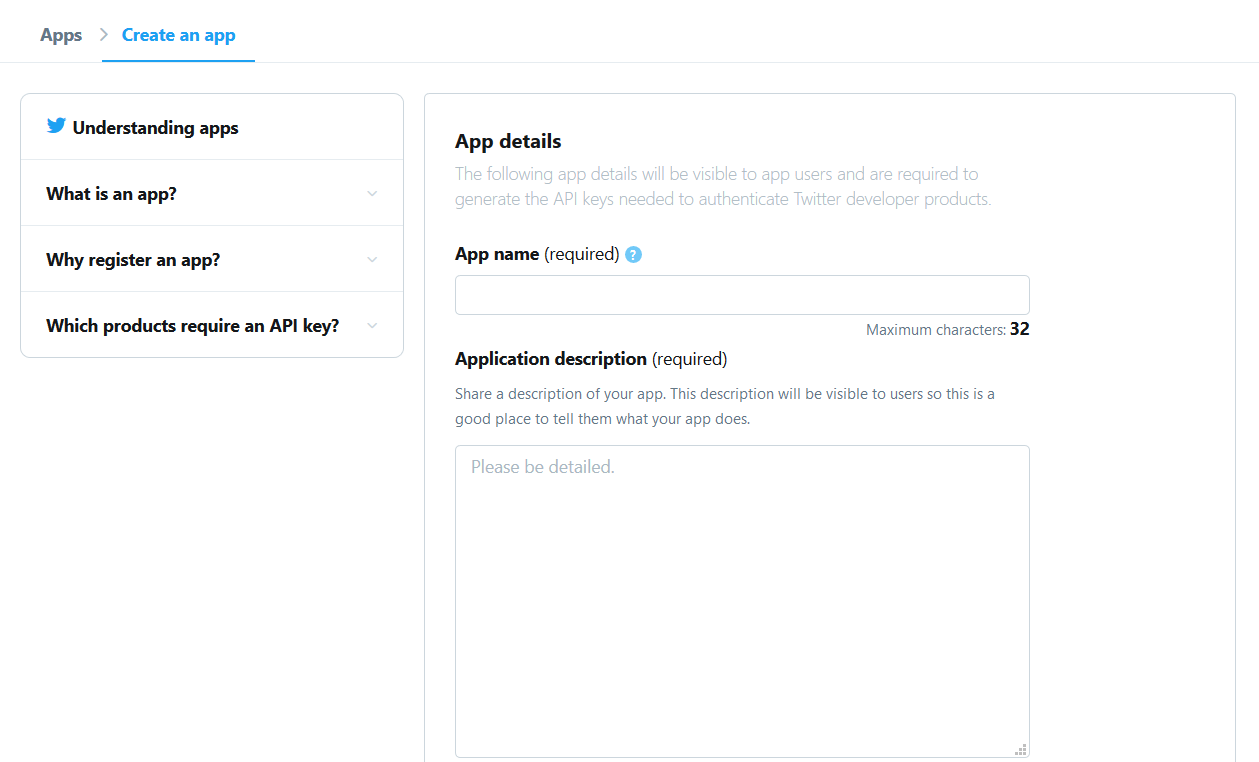 Apps
Create an app
Understanding apps
What is an app?
Why register an app?
Which products require an API key?
App details
The following app details will be visible to app users and are required to
generate the API keys needed to authenticate Twitter developer products.
App name (required) ?
Maximum characters: 32
Application description (required)
Share a description of your app. This description will be visible to users so this is a
good place to tell them what your app does.
Please be detailed.